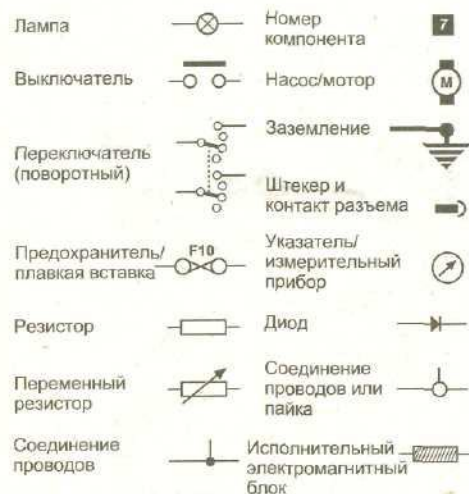 Лампа
Выключатель
Переключатель
(поворотный)
Предохранитель/
плавкая вставка
F10
Резистор
Переменный
резистор
Соединение
проводов
Номер
компонента
7
Насос/мотор
M
Заземление
Штекер и
контакт разъема
Указатель/
измерительный
прибор
Диод
Соединение
проводов или
пайка
Исполнительный
электромагнитный
блок